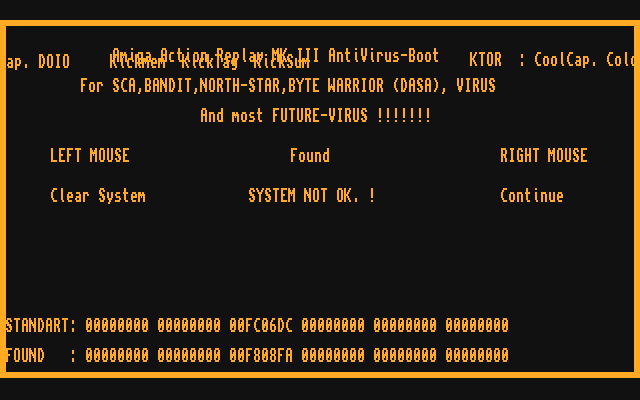 Amiga Action Replay MK III AntiVirus-Boot
ap. DOIO KickMem KickTag KickSum KTOR : CoolCap. Cold
For SCA,BANDIT,NORTH-STAR,BYTE WARRIOR (DASA), VIRUS
And most FUTURE-VIRUS !!!!!!!
LEFT MOUSE Found RIGHT MOUSE
Clear System SYSTEM NOT OK. ! Continue
STANDART: 00000000 00000000 00FC06DC 00000000 00000000 00000000
FOUND : 00000000 00000000 00F808FA 00000000 00000000 00000000